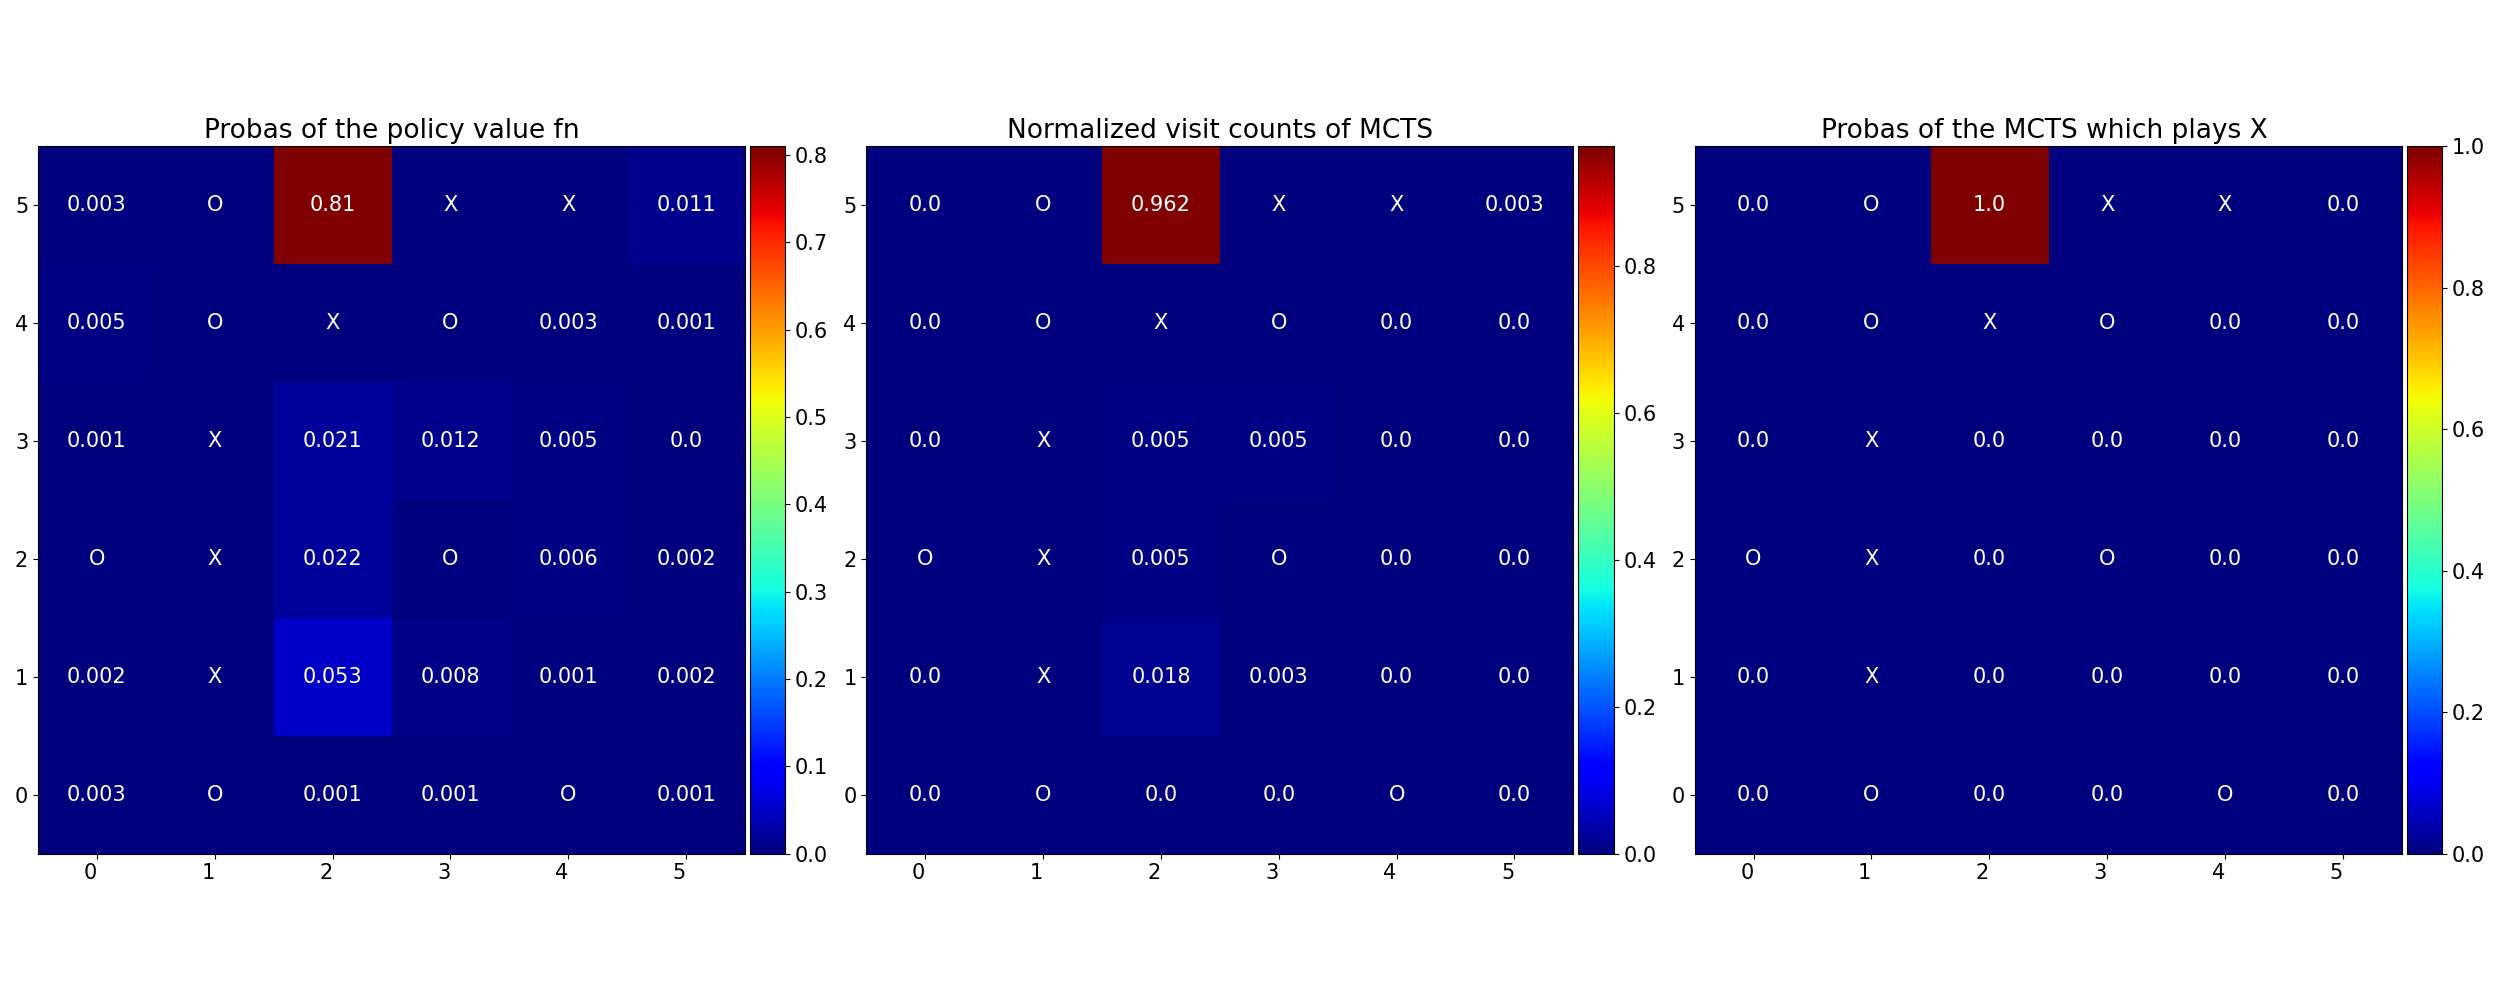 Probas of the policy value fn
5 0.003 O 0.81 X X 0.011
4 0.005 O X O 0.003 0.001
3 0.001 X 0.021 0.012 0.005 0.0
2 O X 0.022 O 0.006 0.002
1 0.002 X 0.053 0.008 0.001 0.002
0 0.003 O 0.001 0.001 O 0.001
0 1 2 3 4 5
0.8
0.7
0.6
0.5
0.4
0.3
0.2
0.1
0.0
Normalized visit counts of MCTS
5 0.0 O 0.962 X X 0.003
4 0.0 O X O 0.0 0.0
3 0.0 X 0.005 0.005 0.0 0.0
2 O X 0.005 O 0.0 0.0
1 0.0 X 0.018 0.003 0.0 0.0
0 0.0 O 0.0 0.0 O 0.0
0 1 2 3 4 5
0.8
0.6
0.4
0.2
0.0
Probas of the MCTS which plays X
5 0.0 O 1.0 X X 0.0
4 0.0 O X O 0.0 0.0
3 0.0 X 0.0 0.0 0.0 0.0
2 O X 0.0 O 0.0 0.0
1 0.0 X 0.0 0.0 0.0 0.0
0 0.0 O 0.0 0.0 O 0.0
0 1 2 3 4 5
1.0
0.8
0.6
0.4
0.2
0.0